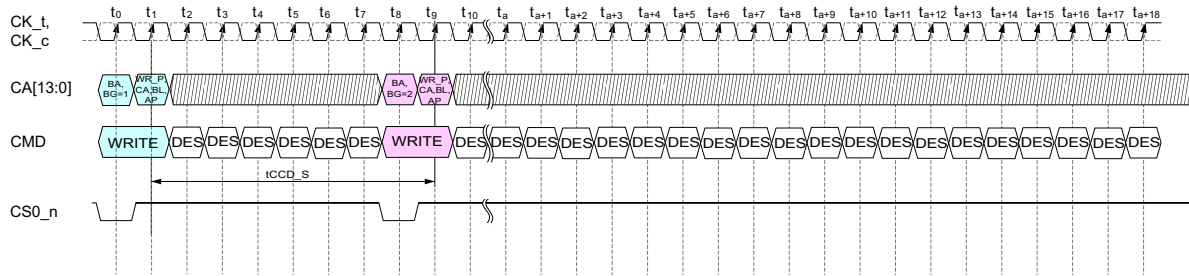 t0 t1 t2 t3 t4 t5 t6 t7 t8 t9 t10 ta ta+1 ta+2 ta+3 ta+4 ta+5 ta+6 ta+7 ta+8 ta+9 ta+10 ta+11 ta+12 ta+13 ta+14 ta+15 ta+16 ta+17 ta+18
CK_t,
CK_c
CA[13:0]
BA,
BG=1
WR_P,
CA,BL,
AP
BA,
BG=2
WR_P,
CA,BL,
AP
CMD WRITE DES DES DES DES DES DES WRITE DES DES DES DES DES DES DES DES DES DES DES DES DES DES DES DES DES DES DES DES
tCCD_S
CS0_n